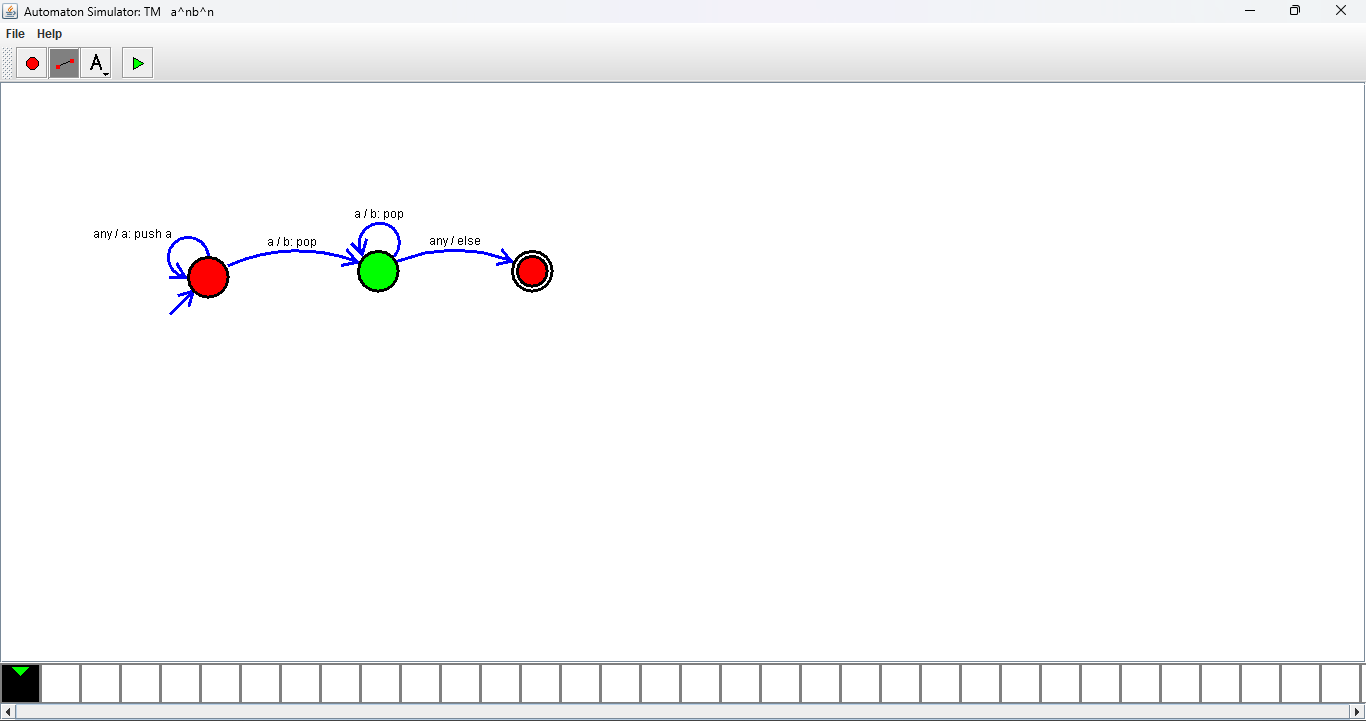 Automaton Simulator: TM a^nb^n
File Help
A
a / b: pop
any / a: push a
a / b: pop
any / else